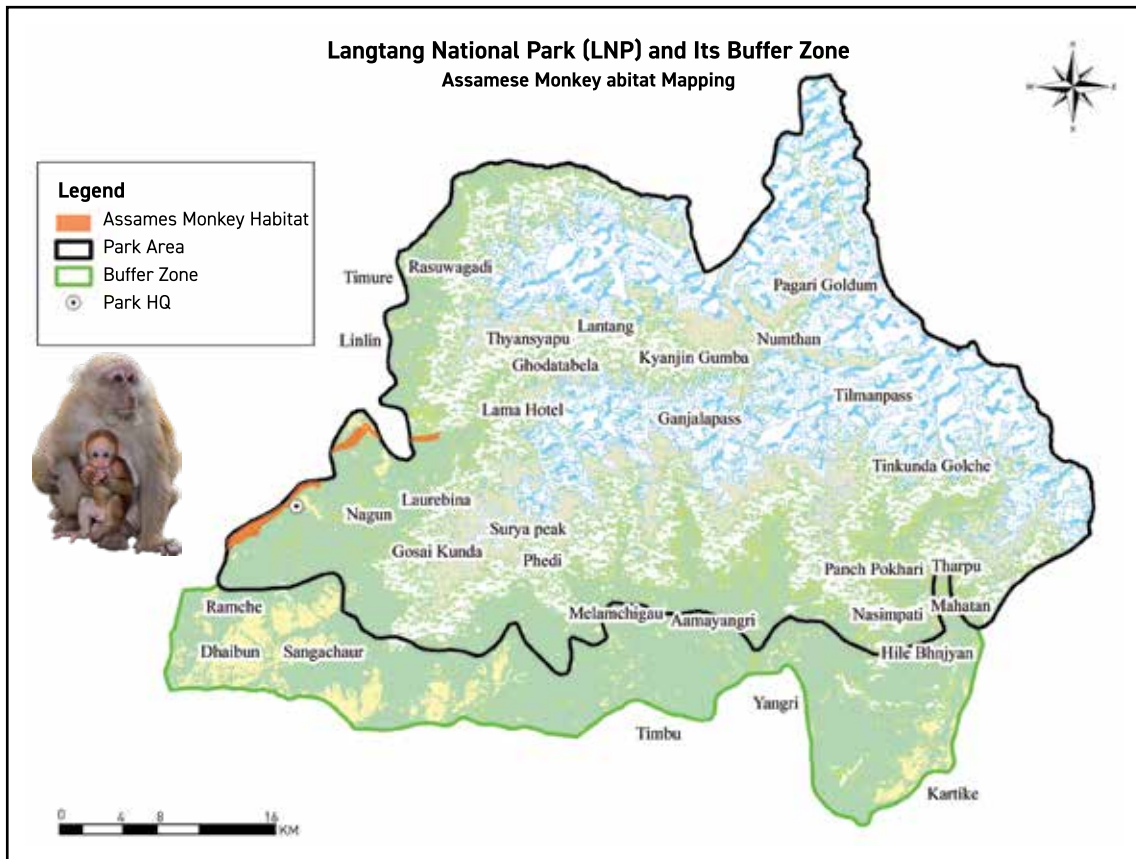 Langtang National Park (LNP) and Its Buffer Zone
Assamese Monkey abitat Mapping
N
W
E
S
Legend
Assames Monkey Habitat
Park Area
Buffer Zone
Park HQ
Timure
Rasuwagadi
Pagari Goldum
Linlin
Thyansyapu
Lantang
Numthan
Ghodatabela
Kyanjin Gumba
Lama Hotel
Ganjalapass
Tilmanpass
Tinkunda Golche
Nagun
Laurebina
Surya peak
Gosai Kunda
Phedi
Panch Pokhari
Tharpu
Ramche
Melamchigau
Aamayangri
Nasimpati
Mahatan
Dhaibun
Sangachaur
Hile Bhnjyan
Yangri
Timbu
Kartike
0 4 8 16
KM